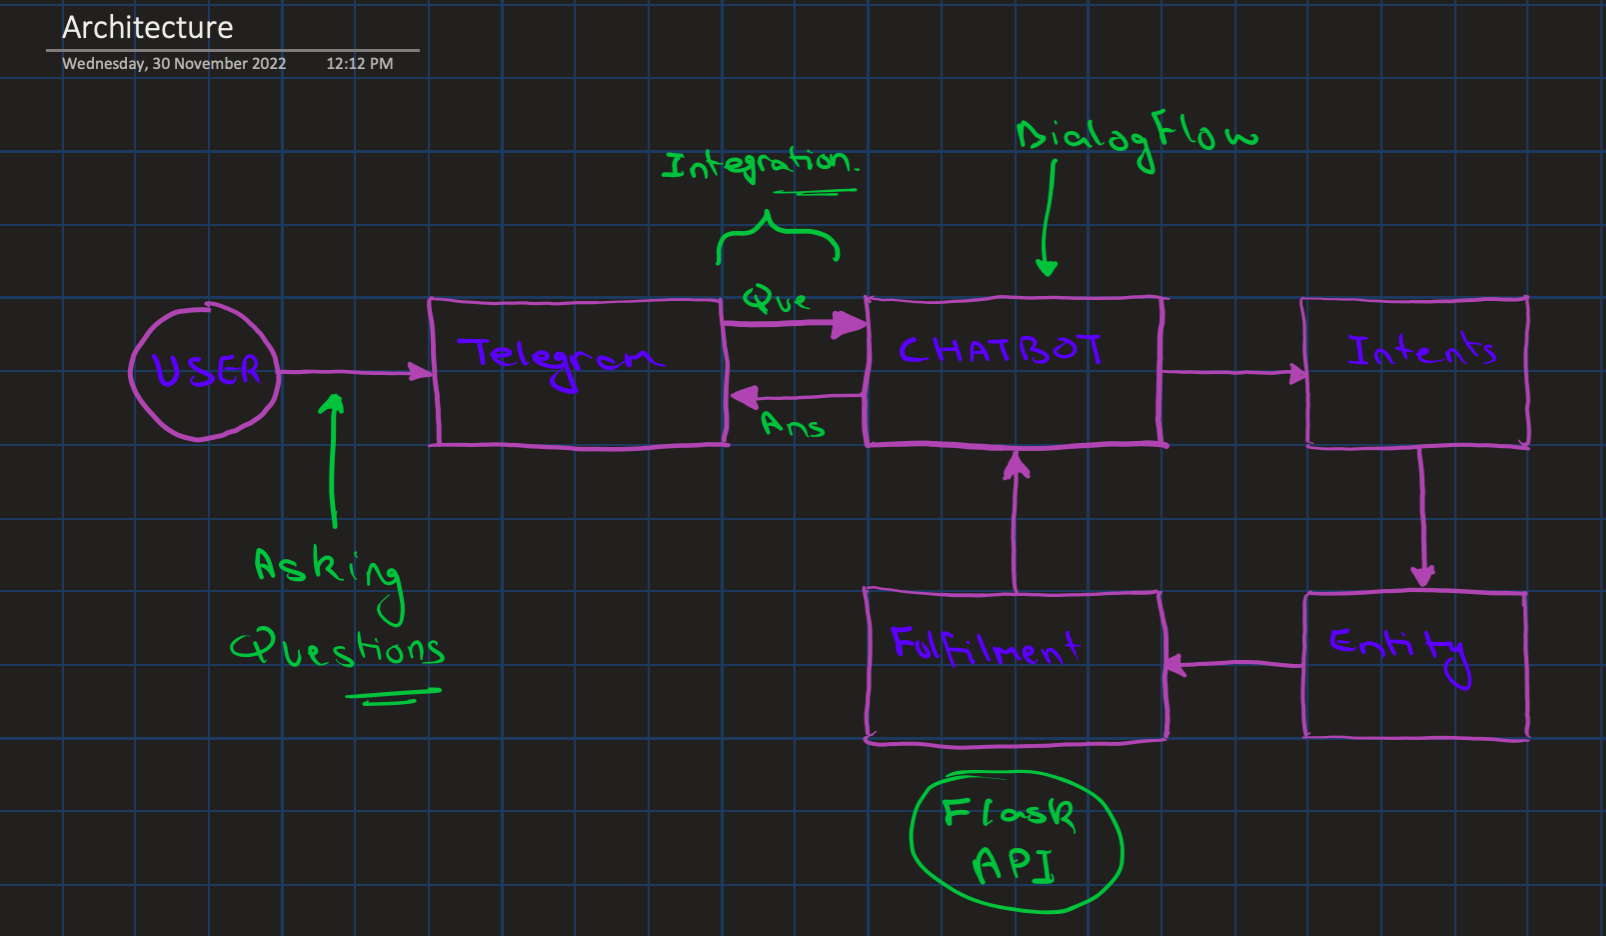 Architecture
Wednesday, 30 November 2022 12:12 PM
DialogFlow
Integration.
Que
USER
Telegram
CHATBOT
Intents
Ans
Asking
Questions
Fulfilment
Entity
Flask
API